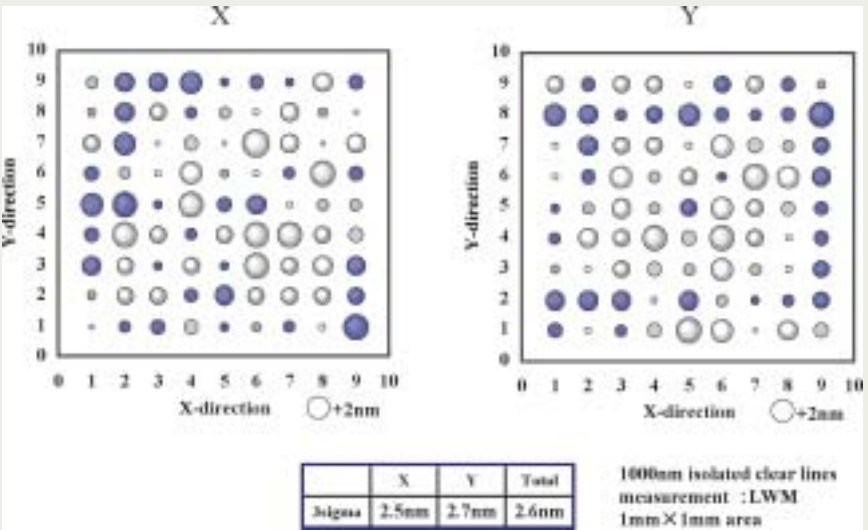 X
10
9
8
7
6
5
4
3
2
1
0
Y-direction
0 1 2 3 4 5 6 7 8 9 10
X-direction
+2nm
Y
10
9
8
7
6
5
4
3
2
1
0
Y-direction
0 1 2 3 4 5 6 7 8 9 10
X-direction
+2nm
X Y Total
3sigma 2.5nm 2.7nm 2.6nm
1000nm isolated clear lines
measurement :LWM
1mm×1mm area